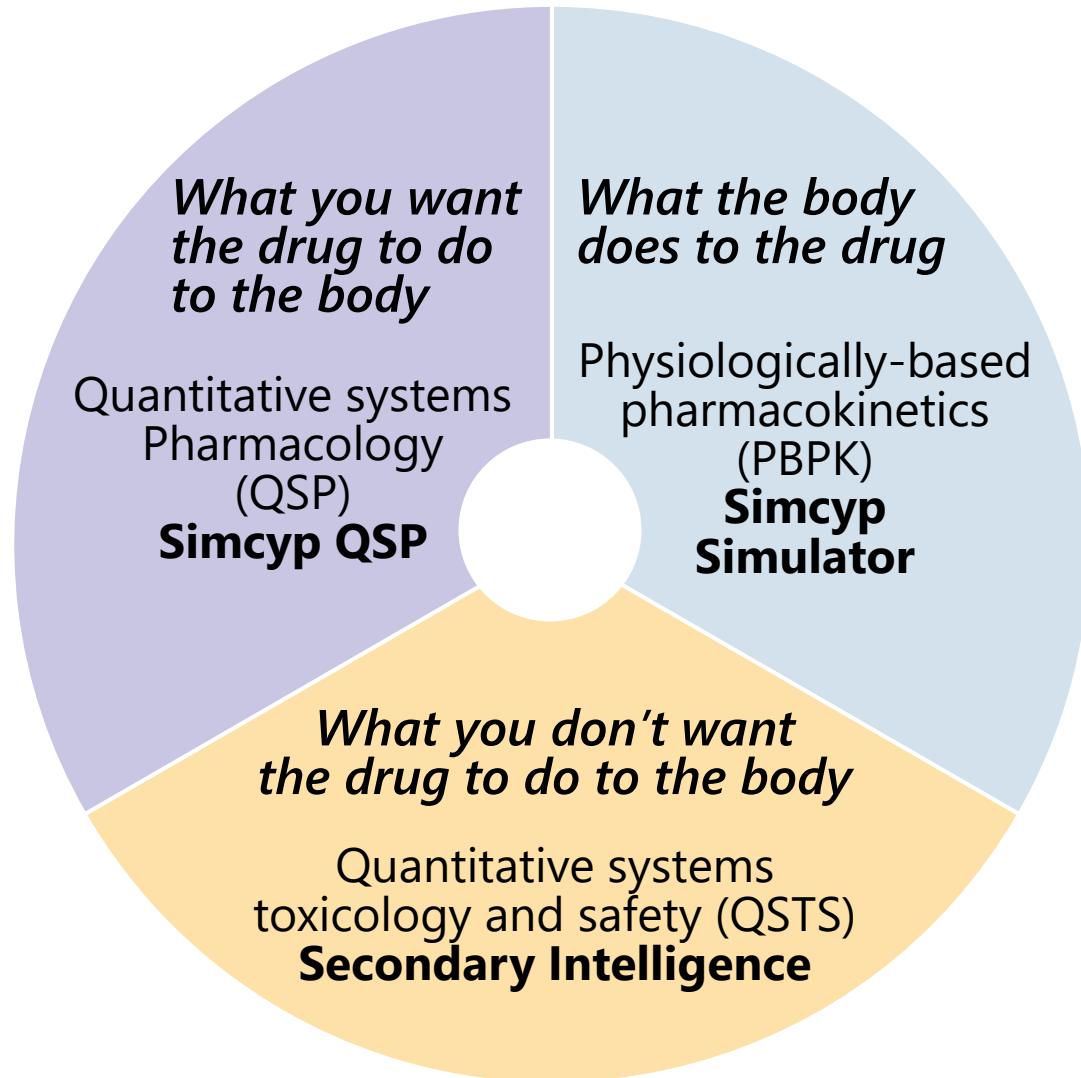 What you want
the drug to do
to the body
Quantitative systems
Pharmacology
(QSP)
Simcyp QSP
What the body
does to the drug
Physiologically-based
pharmacokinetics
(PBPK)
Simcyp
Simulator
What you don’t want
the drug to do to the body
Quantitative systems
toxicology and safety (QSTS)
Secondary Intelligence